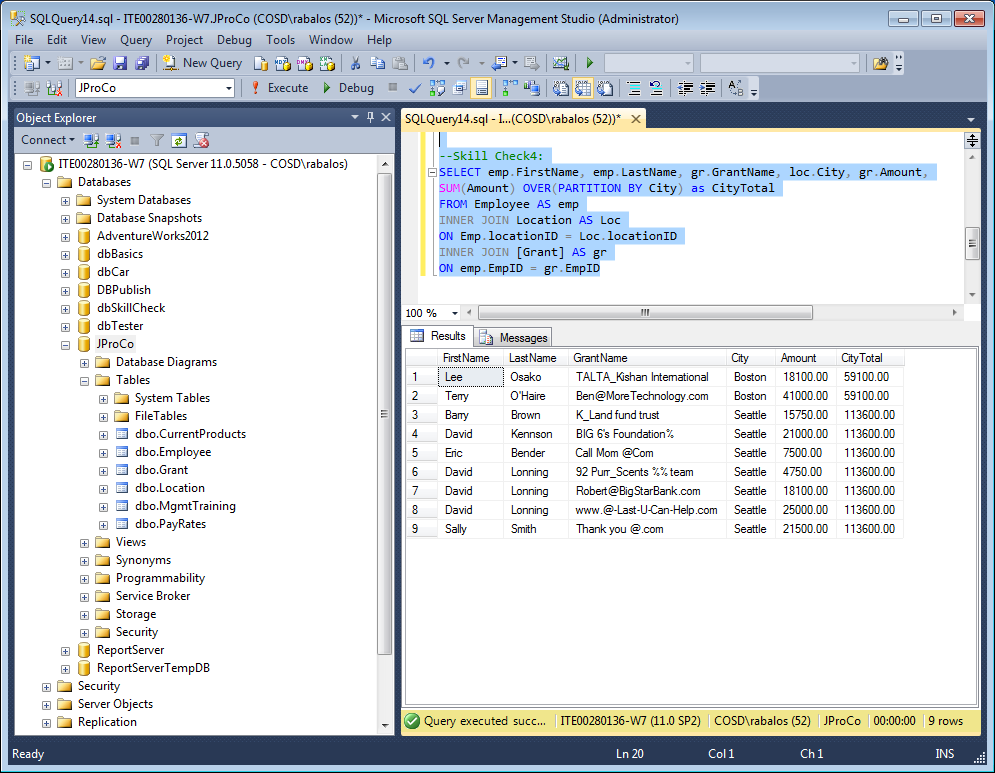 SQLQuery14.sql - ITE00280136-W7.JProCo (COSD\rabalos (52))* - Microsoft SQL Server Management Studio (Administrator)
File Edit View Query Project Debug Tools Window Help
New Query
JProCo Execute Debug
Object Explorer
Connect
ITE00280136-W7 (SQL Server 11.0.5058 - COSD\rabalos)
Databases
System Databases
Database Snapshots
AdventureWorks2012
dbBasics
dbCar
DBPublish
dbSkillCheck
dbTester
JProCo
Database Diagrams
Tables
System Tables
FileTables
dbo.CurrentProducts
dbo.Employee
dbo.Grant
dbo.Location
dbo.MgmtTraining
dbo.PayRates
Views
Synonyms
Programmability
Service Broker
Storage
Security
ReportServer
ReportServerTempDB
Security
Server Objects
Replication
SQLQuery14.sql - I...(COSD\rabalos (52))*
--Skill Check4:
SELECT emp.FirstName, emp.LastName, gr.GrantName, loc.City, gr.Amount,
SUM(Amount) OVER(PARTITION BY City) as CityTotal
FROM Employee AS emp
INNER JOIN Location AS Loc
ON Emp.locationID = Loc.locationID
INNER JOIN [Grant] AS gr
ON emp.EmpID = gr.EmpID
100 %
Results Messages
FirstName LastName GrantName City Amount CityTotal
1 Lee Osako TALTA_Kishan International Boston 18100.00 59100.00
2 Terry O'Haire Ben@MoreTechnology.com Boston 41000.00 59100.00
3 Barry Brown K_Land fund trust Seattle 15750.00 113600.00
4 David Kennson BIG 6's Foundation% Seattle 21000.00 113600.00
5 Eric Bender Call Mom @Com Seattle 7500.00 113600.00
6 David Lonning 92 Purr_Scents %% team Seattle 4750.00 113600.00
7 David Lonning Robert@BigStarBank.com Seattle 18100.00 113600.00
8 David Lonning www.@-Last-U-Can-Help.com Seattle 25000.00 113600.00
9 Sally Smith Thank you @.com Seattle 21500.00 113600.00
Query executed succ... ITE00280136-W7 (11.0 SP2) COSD\rabalos (52) JProCo 00:00:00 9 rows
Ready Ln 20 Col 1 Ch 1 INS